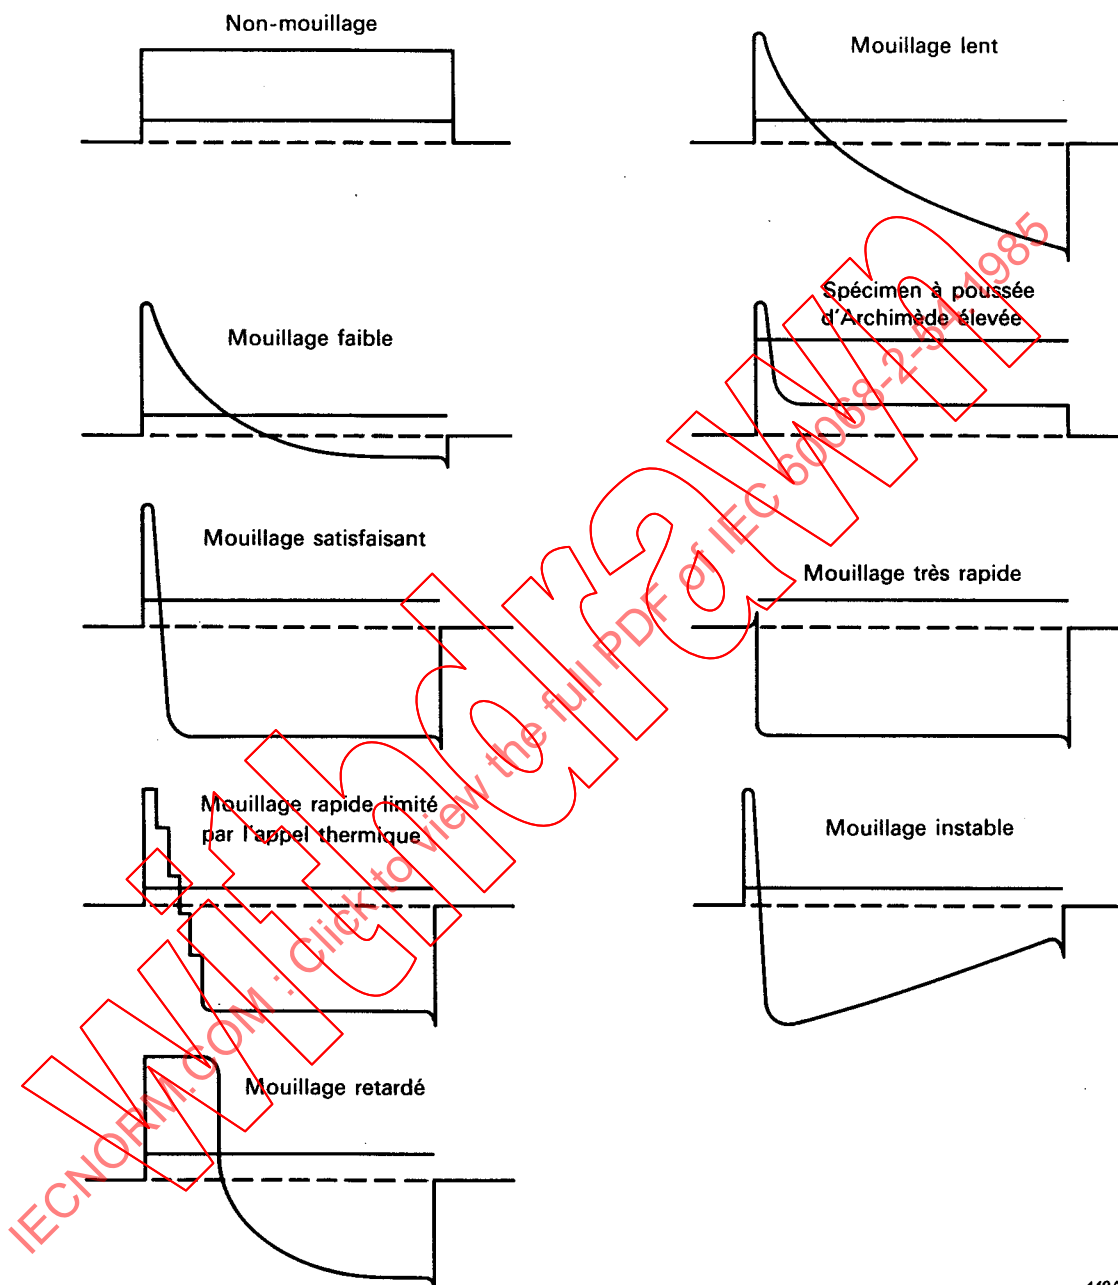 Non-mouillage
Mouillage lent
Mouillage faible
Spécimen à poussée
d'Archimède élevée
Mouillage satisfaisant
Mouillage très rapide
Mouillage rapide limité
par l'appel thermique
Mouillage instable
Mouillage retardé
Withdrawn
IECNORM.COM : Click to view the full PDF of IEC 60068-2-54:1985